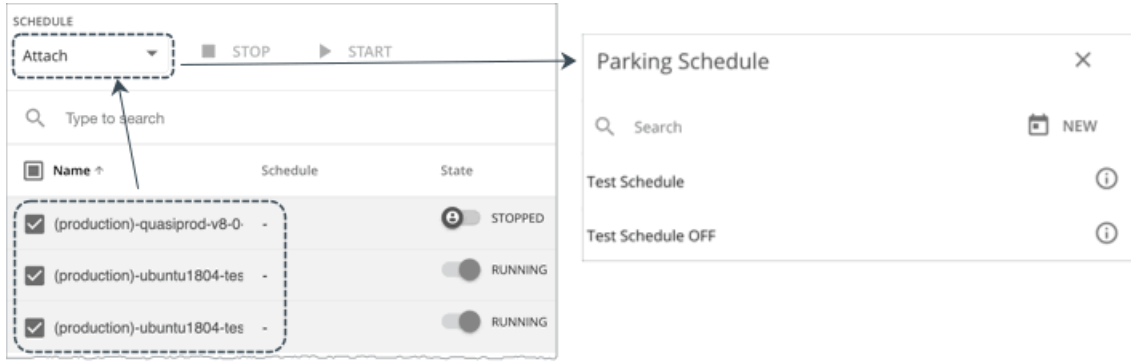 SCHEDULE
Attach
STOP
START
Type to search
Name ↑ Schedule State
(production)-quasiprod-v8-0- - STOPPED
(production)-ubuntu1804-tes - RUNNING
(production)-ubuntu1804-tes - RUNNING
Parking Schedule
Search
NEW
Test Schedule
Test Schedule OFF